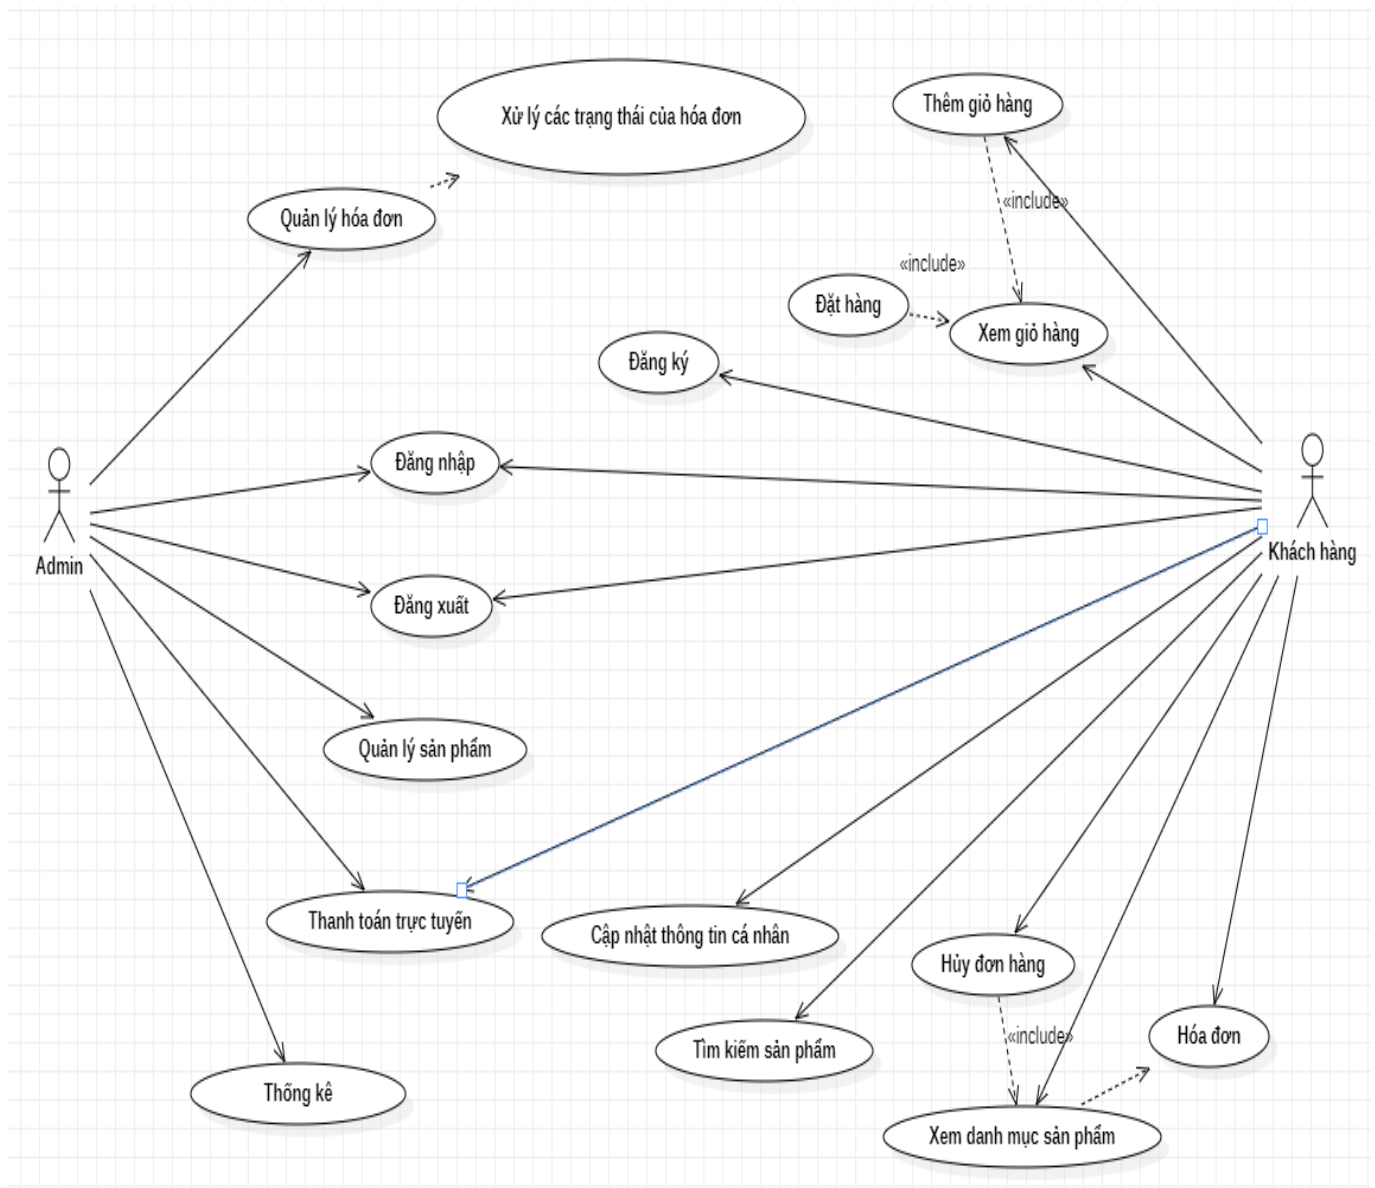 Thêm giỏ hàng
Xử lý các trạng thái của hóa đơn
«include»
Quản lý hóa đơn
«include»
Đặt hàng
Xem giỏ hàng
Đăng ký
Đăng nhập
Khách hàng
Admin
Đăng xuất
Quản lý sản phẩm
Thanh toán trực tuyến
Cập nhật thông tin cá nhân
Hủy đơn hàng
«include»
Hóa đơn
Tìm kiếm sản phẩm
Thống kê
Xem danh mục sản phẩm